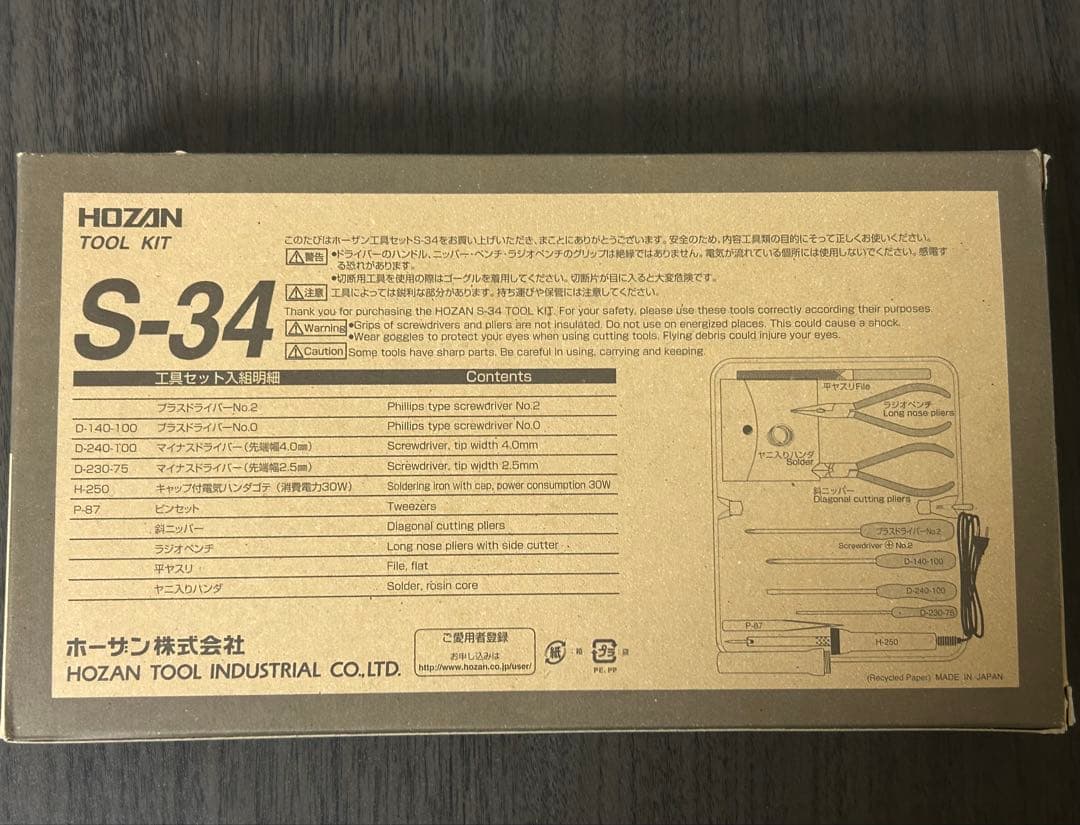 HOZAN
TOOL KIT
S-34
このたびはホーザン工具セットS-34をお買い上げいただき、まことにありがとうございます。安全のため、内容工具類の目的にそって正しくお使いください。
警告 •ドライバーのハンドル、ニッパー・ペンチ・ラジオペンチのグリップは絶縁ではありません。電気が流れている個所には使用しないでください。感電す
る恐れがあります。
•切断用工具を使用の際はゴーグルを着用してください。切断片が目に入ると大変危険です。
注意 工具によっては鋭利な部分があります。持ち運びや保管には注意してください。
Thank you for purchasing the HOZAN S-34 TOOL KIT. For your safety, please use these tools correctly according their purposes.
Warning •Grips of screwdrivers and pliers are not insulated. Do not use on energized places. This could cause a shock.
•Wear goggles to protect your eyes when using cutting tools. Flying debris could injure your eyes.
Caution Some tools have sharp parts. Be careful in using, carrying and keeping.
工具セット入組明細 Contents
プラスドライバーNo.2 Phillips type screwdriver No.2
D-140-100 プラスドライバーNo.0 Phillips type screwdriver No.0
D-240-100 マイナスドライバー(先端幅4.0㎜) Screwdriver, tip width 4.0mm
D-230-75 マイナスドライバー(先端幅2.5㎜) Screwdriver, tip width 2.5mm
H-250 キャップ付電気ハンダゴテ(消費電力30W) Soldering iron with cap, power consumption 30W
P-87 ピンセット Tweezers
斜ニッパー Diagonal cutting pliers
ラジオペンチ Long nose pliers with side cutter
平ヤスリ File, flat
ヤニ入りハンダ Solder, rosin core
平ヤスリFile
ラジオペンチ
Long nose pliers
ヤニ入りハンダ
Solder
斜ニッパー
Diagonal cutting pliers
プラスドライバーNo.2
Screwdriver ⊕ No.2
D-140-100
D-240-100
D-230-75
P-87
H-250
ホーザン株式会社
HOZAN TOOL INDUSTRIAL CO.,LTD.
ご愛用者登録
お申し込みは
http://www.hozan.co.jp/user/
紙 :箱
プラ :袋
PE, PP
(Recycled Paper) MADE IN JAPAN